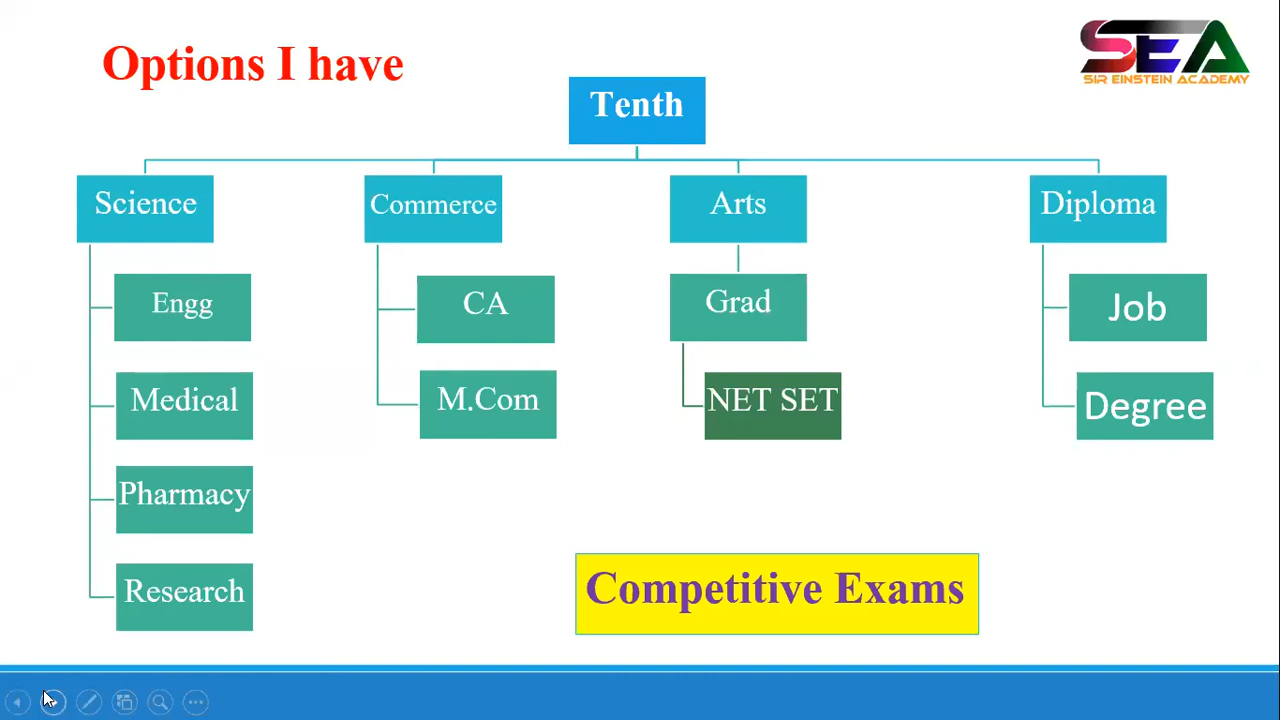 Options I have
SEA
SIR EINSTEIN ACADEMY
Tenth
Science
Commerce
Arts
Diploma
Engg
CA
Grad
Job
Medical
M.Com
NET SET
Degree
Pharmacy
Research
Competitive Exams